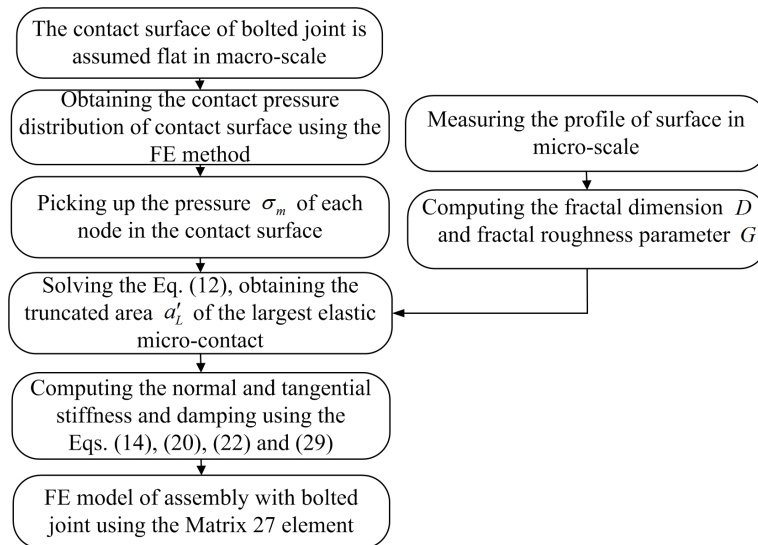 The contact surface of bolted joint is
assumed flat in macro-scale
Obtaining the contact pressure
distribution of contact surface using the
FE method
Picking up the pressure σₘ of each
node in the contact surface
Solving the Eq. (12), obtaining the
truncated area a′_L of the largest elastic
micro-contact
Computing the normal and tangential
stiffness and damping using the
Eqs. (14), (20), (22) and (29)
FE model of assembly with bolted
joint using the Matrix 27 element
Measuring the profile of surface in
micro-scale
Computing the fractal dimension D
and fractal roughness parameter G